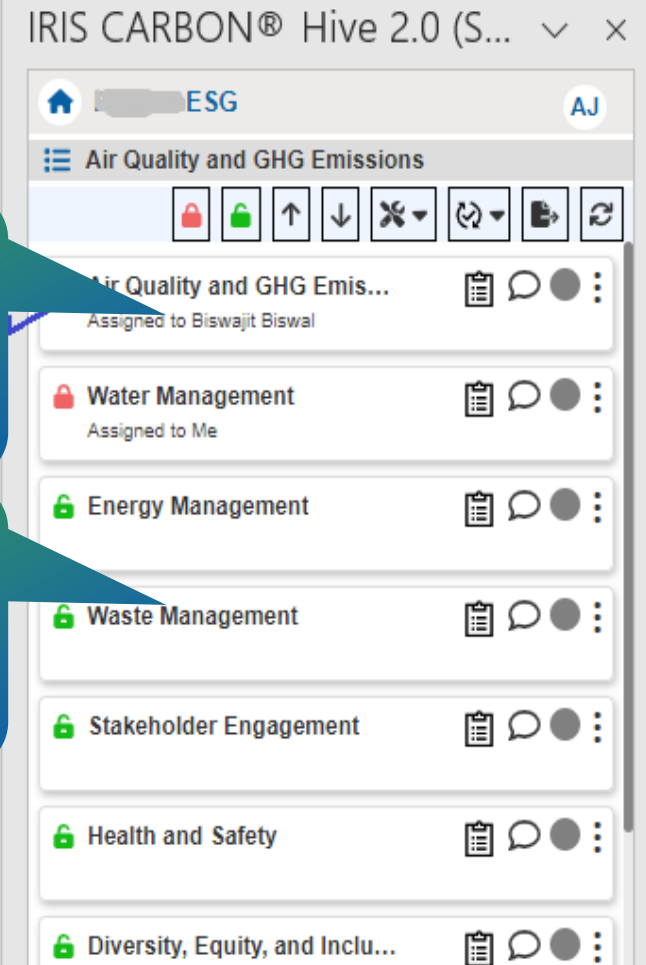 IRIS CARBON® Hive 2.0 (S...
ESG
AJ
Air Quality and GHG Emissions
Air Quality and GHG Emis...
Assigned to Biswajit Biswal
Water Management
Assigned to Me
Energy Management
Waste Management
Stakeholder Engagement
Health and Safety
Diversity, Equity, and Inclu...